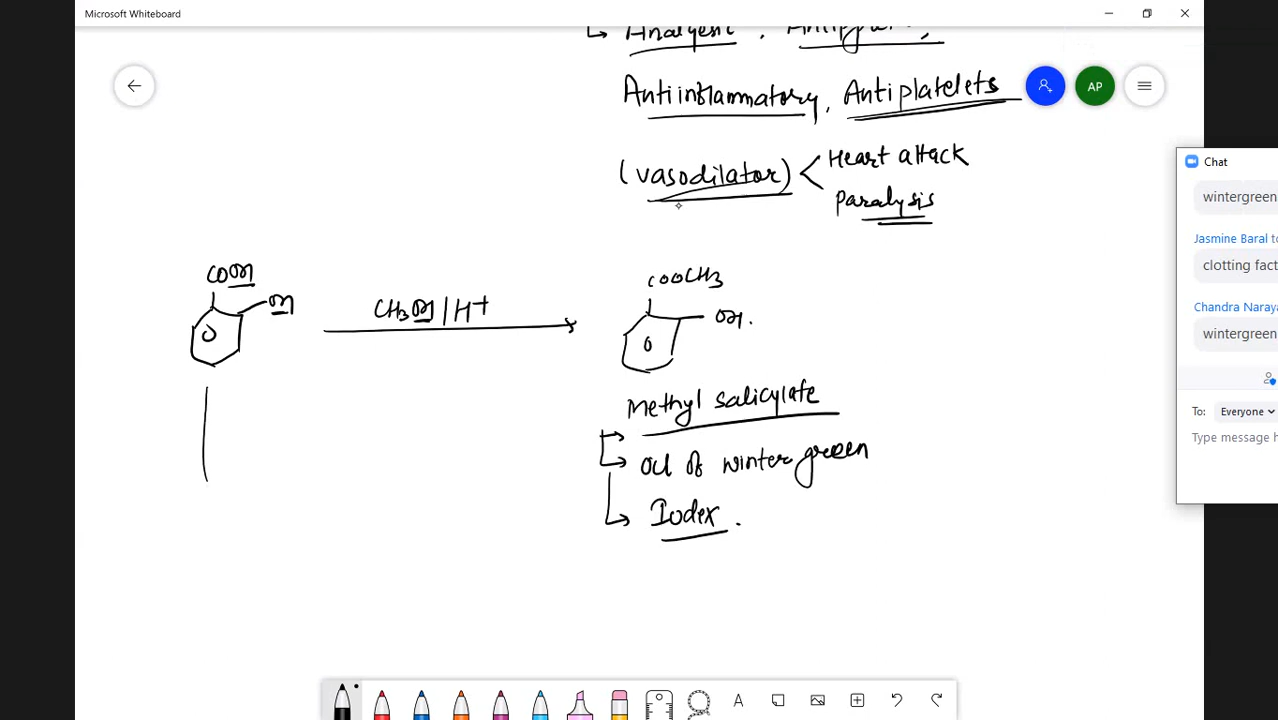 Microsoft Whiteboard
↳ Analgesic, Antipyretic,
Antiinflammatory, Antiplatelets
AP
(vasodilator) < Heart attack
Paralysis
Chat
wintergreen
Jasmine Baral to
clotting fact
Chandra Naraya
wintergreen
COOH
OH
CH3OH/H+
COOCH3
OH.
Methyl salicylate
To: Everyone
Type message h
oil of winter green
Iodex.
A